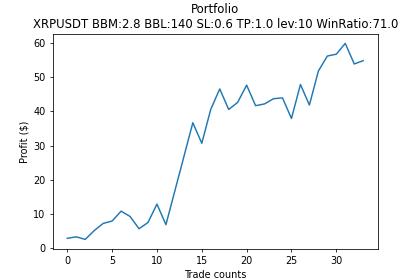 Portfolio
XRPUSDT BBM:2.8 BBL:140 SL:0.6 TP:1.0 lev:10 WinRatio:71.0
60
50
40
30
20
10
0
Profit ($)
0 5 10 15 20 25 30
Trade counts